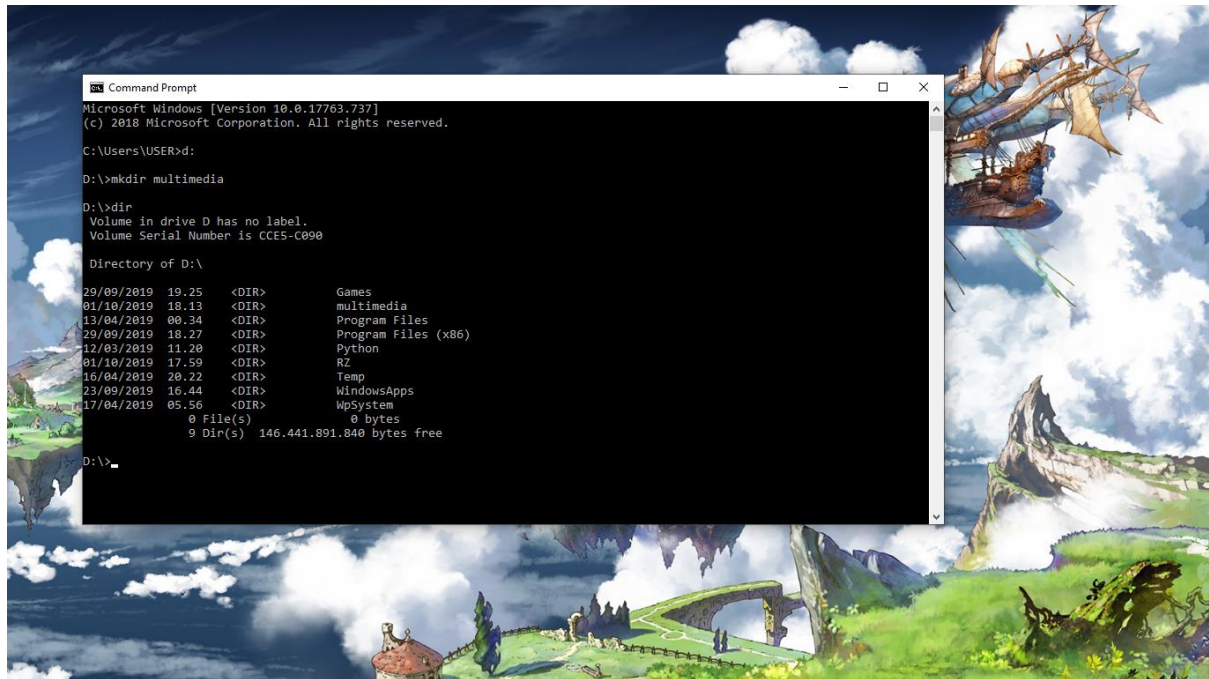 Command Prompt
Microsoft Windows [Version 10.0.17763.737]
(c) 2018 Microsoft Corporation. All rights reserved.
C:\Users\USER>d:
D:\>mkdir multimedia
D:\>dir
Volume in drive D has no label.
Volume Serial Number is CCE5-C090
Directory of D:\
29/09/2019  19.25    <DIR>          Games
01/10/2019  18.13    <DIR>          multimedia
13/04/2019  00.34    <DIR>          Program Files
29/09/2019  18.27    <DIR>          Program Files (x86)
12/03/2019  11.20    <DIR>          Python
01/10/2019  17.59    <DIR>          RZ
16/04/2019  20.22    <DIR>          Temp
23/09/2019  16.44    <DIR>          WindowsApps
17/04/2019  05.56    <DIR>          WpSystem
0 File(s)              0 bytes
9 Dir(s)  146.441.891.840 bytes free
D:\>